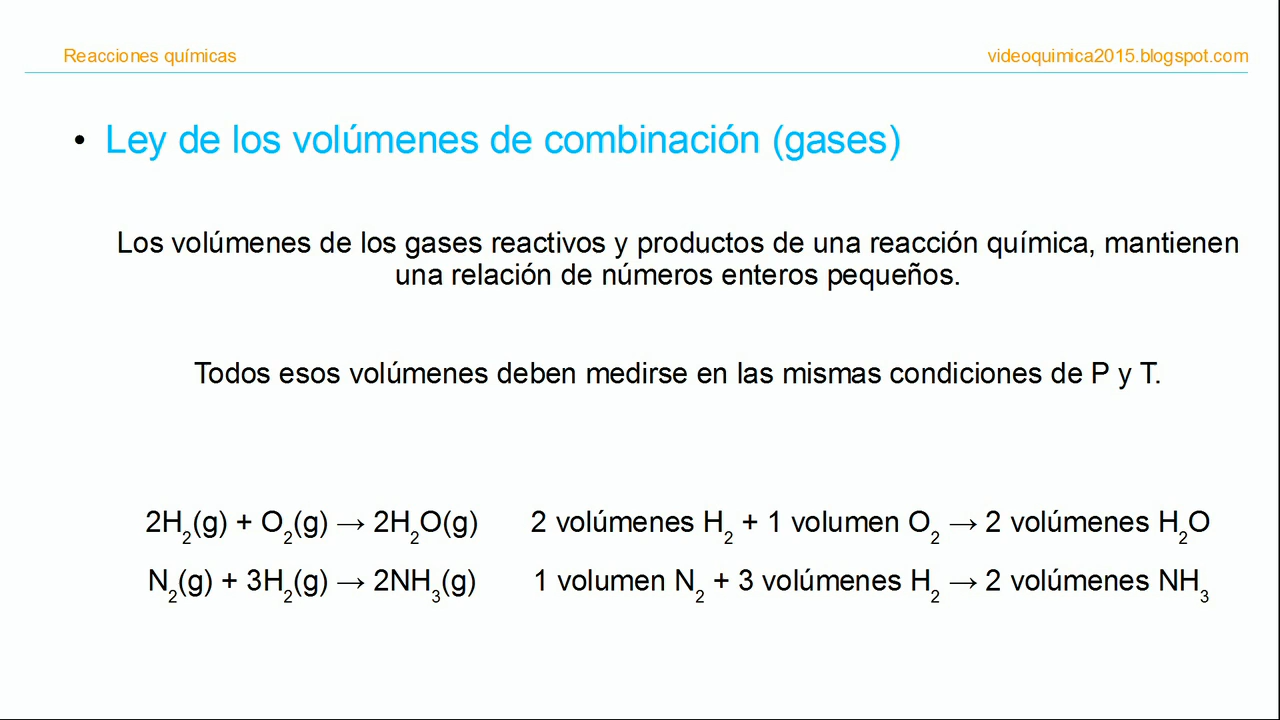 Reacciones químicas videoquimica2015.blogspot.com
• Ley de los volúmenes de combinación (gases)
Los volúmenes de los gases reactivos y productos de una reacción química, mantienen
una relación de números enteros pequeños.
Todos esos volúmenes deben medirse en las mismas condiciones de P y T.
2H₂(g) + O₂(g) → 2H₂O(g) 2 volúmenes H₂ + 1 volumen O₂ → 2 volúmenes H₂O
N₂(g) + 3H₂(g) → 2NH₃(g) 1 volumen N₂ + 3 volúmenes H₂ → 2 volúmenes NH₃